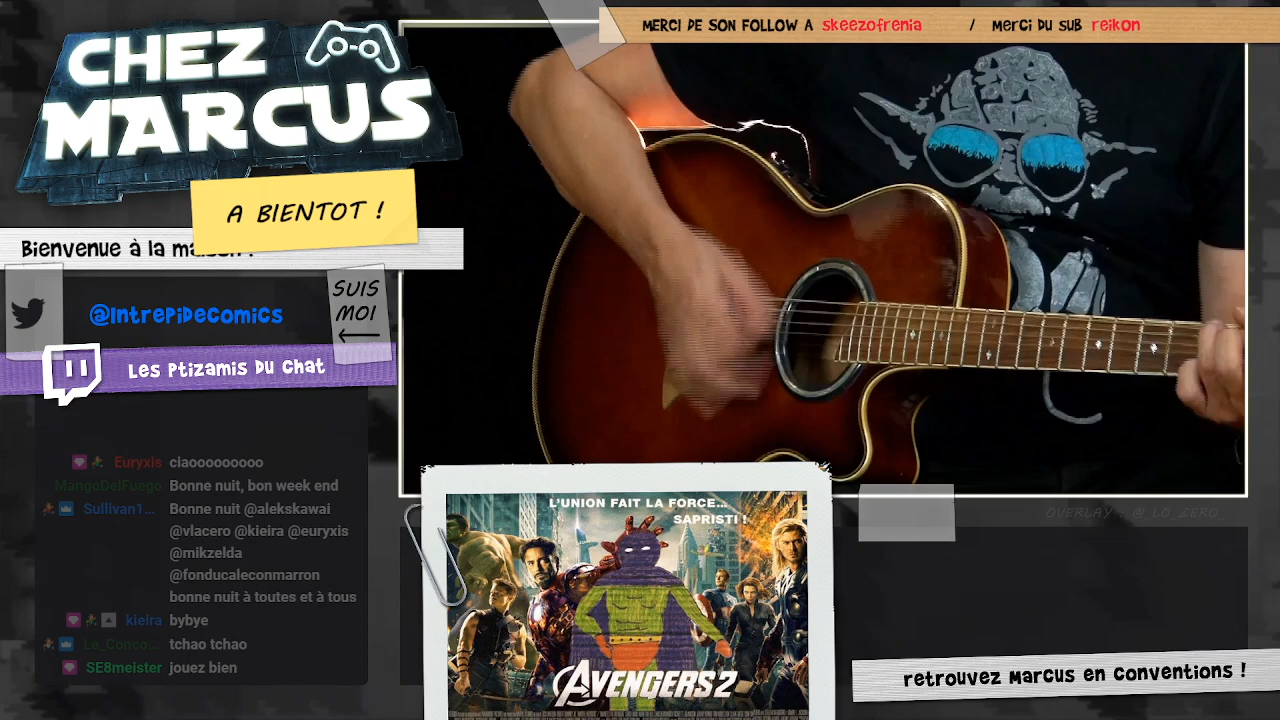 CHEZ
MARCUS
A BIENTOT !
Bienvenue à la
@IntrepiDeComics
SUIS
MOI
Les Ptizamis Du Chat
Euryxis ciaooooooooo
MangoDelFuego Bonne nuit, bon week end
Sullivan1... Bonne nuit @alekskawai
@vlacero @kieira @euryxis
@mikzelda
@fonducaleconmarron
bonne nuit à toutes et à tous
kieira bybye
Le_Conco... tchao tchao
SE8meister jouez bien
MERCI DE SON FOLLOW A skeezofrenia / MERCI DU SUB reikon
OVERLAY : @_LO_ZERO_
L'UNION FAIT LA FORCE...
SAPRISTI !
AVENGERS2
retrouvez Marcus en conventions !